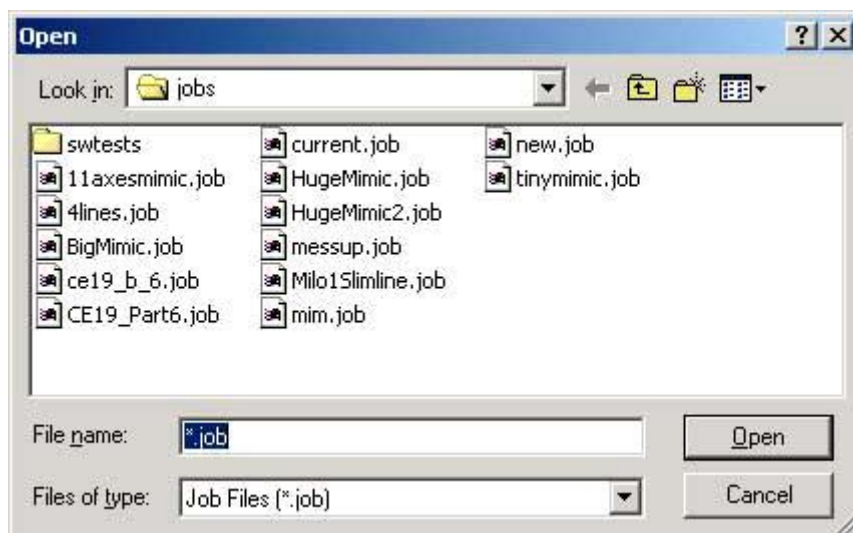 Open
Look in: jobs
swtests
11axesmimic.job
4lines.job
BigMimic.job
ce19_b_6.job
CE19_Part6.job
current.job
HugeMimic.job
HugeMimic2.job
messup.job
Milo1Slimline.job
mim.job
new.job
tinymimic.job
File name: *.job Open
Files of type: Job Files (*.job) Cancel